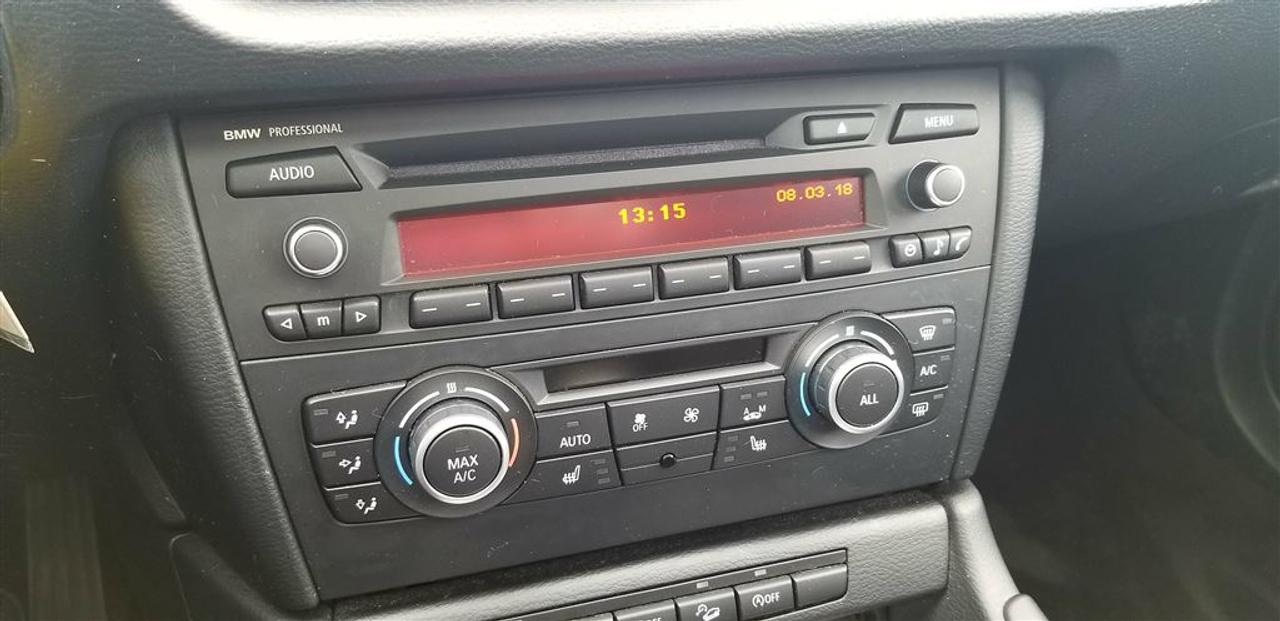 BMW PROFESSIONAL
MENU
AUDIO
08.03.18
13:15
m
A/C
ALL
A M
OFF
AUTO
MAX
A/C
OFF